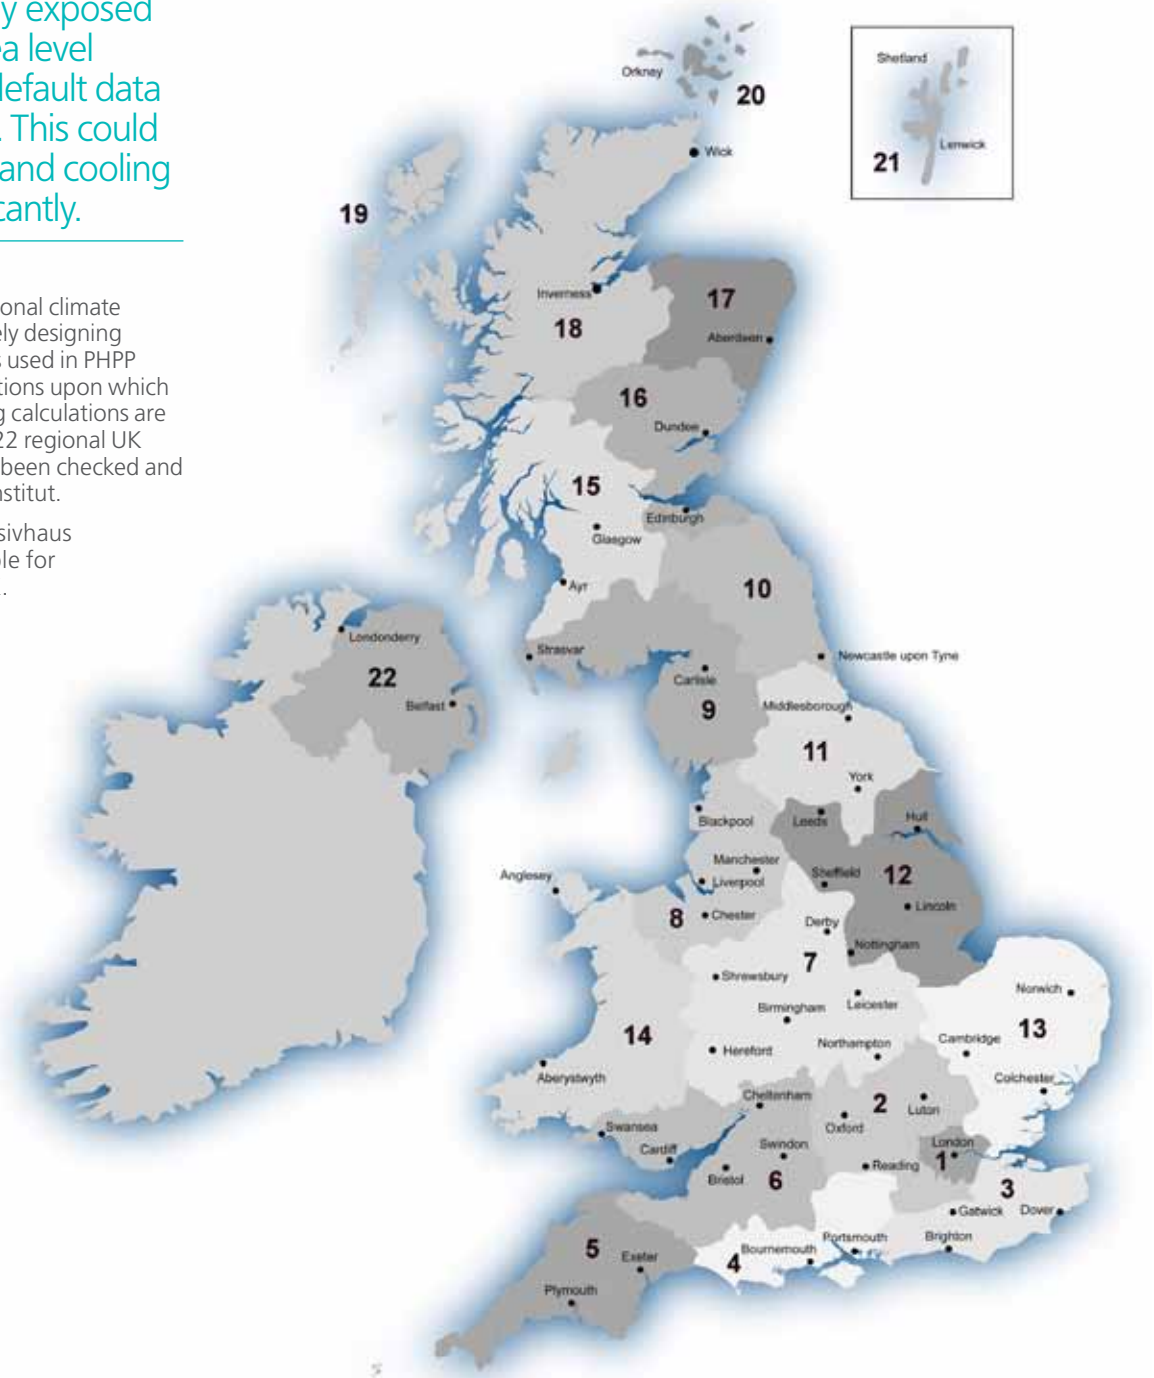 y exposed
ea level
default data
. This could
and cooling
cantly.
onal climate
ely designing
s used in PHPP
tions upon which
g calculations are
22 regional UK
been checked and
nstitut.
sivhaus
ole for
.
Orkney
20
Shetland
Lerwick
21
Wick
19
Inverness
18
17
Aberdeen
16
Dundee
15
Edinburgh
Glasgow
Ayr
10
Londonderry
22
Belfast
Strasvar
Newcastle upon Tyne
Carlisle
9
Middlesborough
11
York
Blackpool
Leeds
Hull
Manchester
Liverpool
Sheffield
12
Anglesey
Lincoln
8
Chester
Derby
Nottingham
7
Shrewsbury
Leicester
Norwich
Birmingham
13
14
Hereford
Northampton
Cambridge
Aberystwyth
Colchester
Cheltenham
2
Luton
Oxford
Swansea
Cardiff
Swindon
London
1
Reading
Bristol
6
3
Gatwick
Dover
Portsmouth
Brighton
5
Exeter
4
Bournemouth
Plymouth